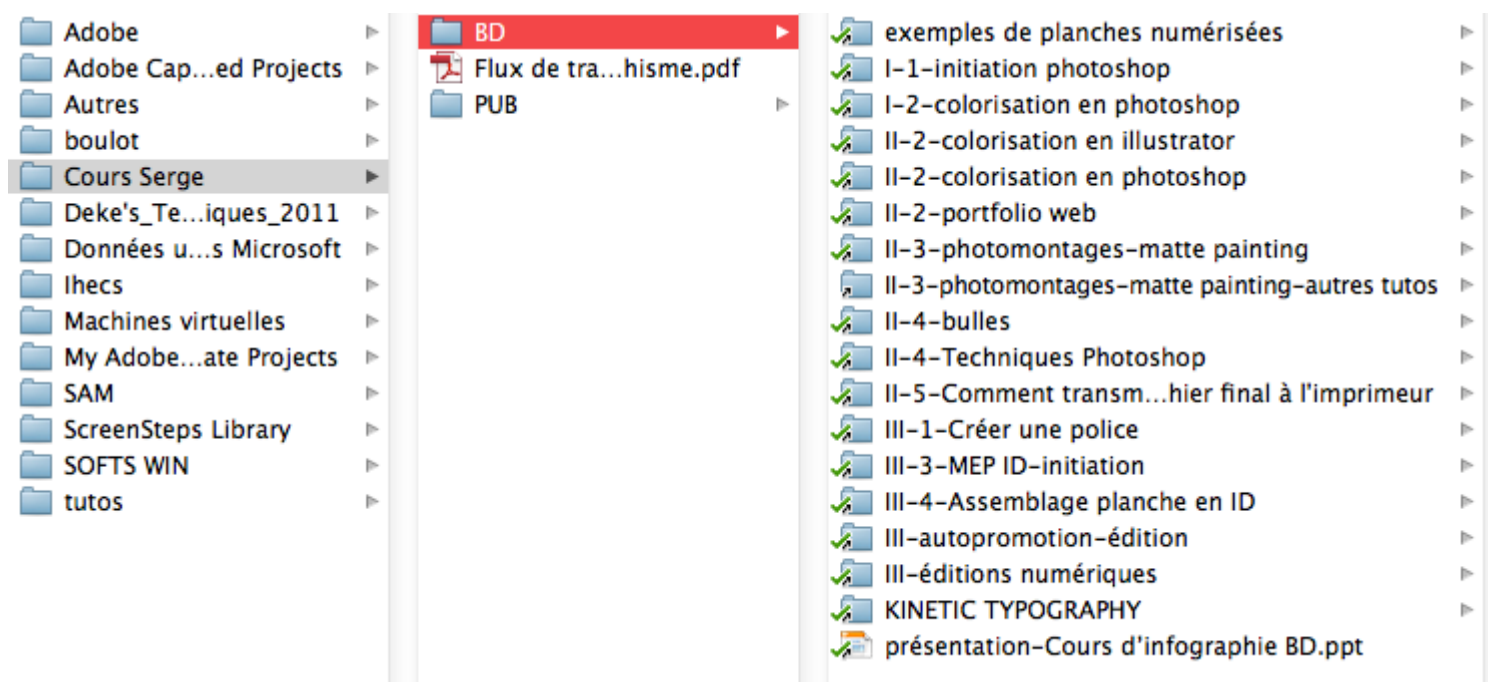 Adobe
Adobe Cap...ed Projects
Autres
boulot
Cours Serge
Deke's_Te...iques_2011
Données u...s Microsoft
Ihecs
Machines virtuelles
My Adobe...ate Projects
SAM
ScreenSteps Library
SOFTS WIN
tutos
BD
Flux de tra...hisme.pdf
PUB
exemples de planches numérisées
I-1-initiation photoshop
I-2-colorisation en photoshop
II-2-colorisation en illustrator
II-2-colorisation en photoshop
II-2-portfolio web
II-3-photomontages-matte painting
II-3-photomontages-matte painting-autres tutos
II-4-bulles
II-4-Techniques Photoshop
II-5-Comment transm...hier final à l'imprimeur
III-1-Créer une police
III-3-MEP ID-initiation
III-4-Assemblage planche en ID
III-autopromotion-édition
III-éditions numériques
KINETIC TYPOGRAPHY
présentation-Cours d'infographie BD.ppt